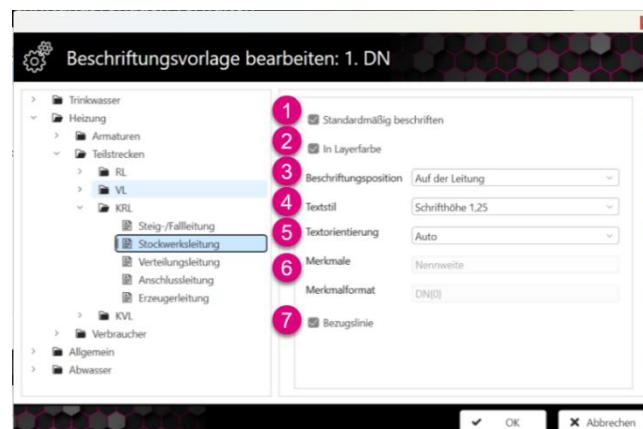 Beschriftungsvorlage bearbeiten: 1. DN
Trinkwasser
Heizung
Armaturen
Teilstrecken
RL
VL
KRL
Steig-/Fallleitung
Stockwerksleitung
Verteilungsleitung
Anschlussleitung
Erzeugerleitung
KVL
Verbraucher
Allgemein
Abwasser
1 Standardmäßig beschriften
2 In Layerfarbe
3 Beschriftungsposition Auf der Leitung
4 Textstil Schrifthöhe 1,25
5 Textorientierung Auto
6 Merkmale Nennweite
Merkmalformat DN{0}
7 Bezugslinie
OK Abbrechen